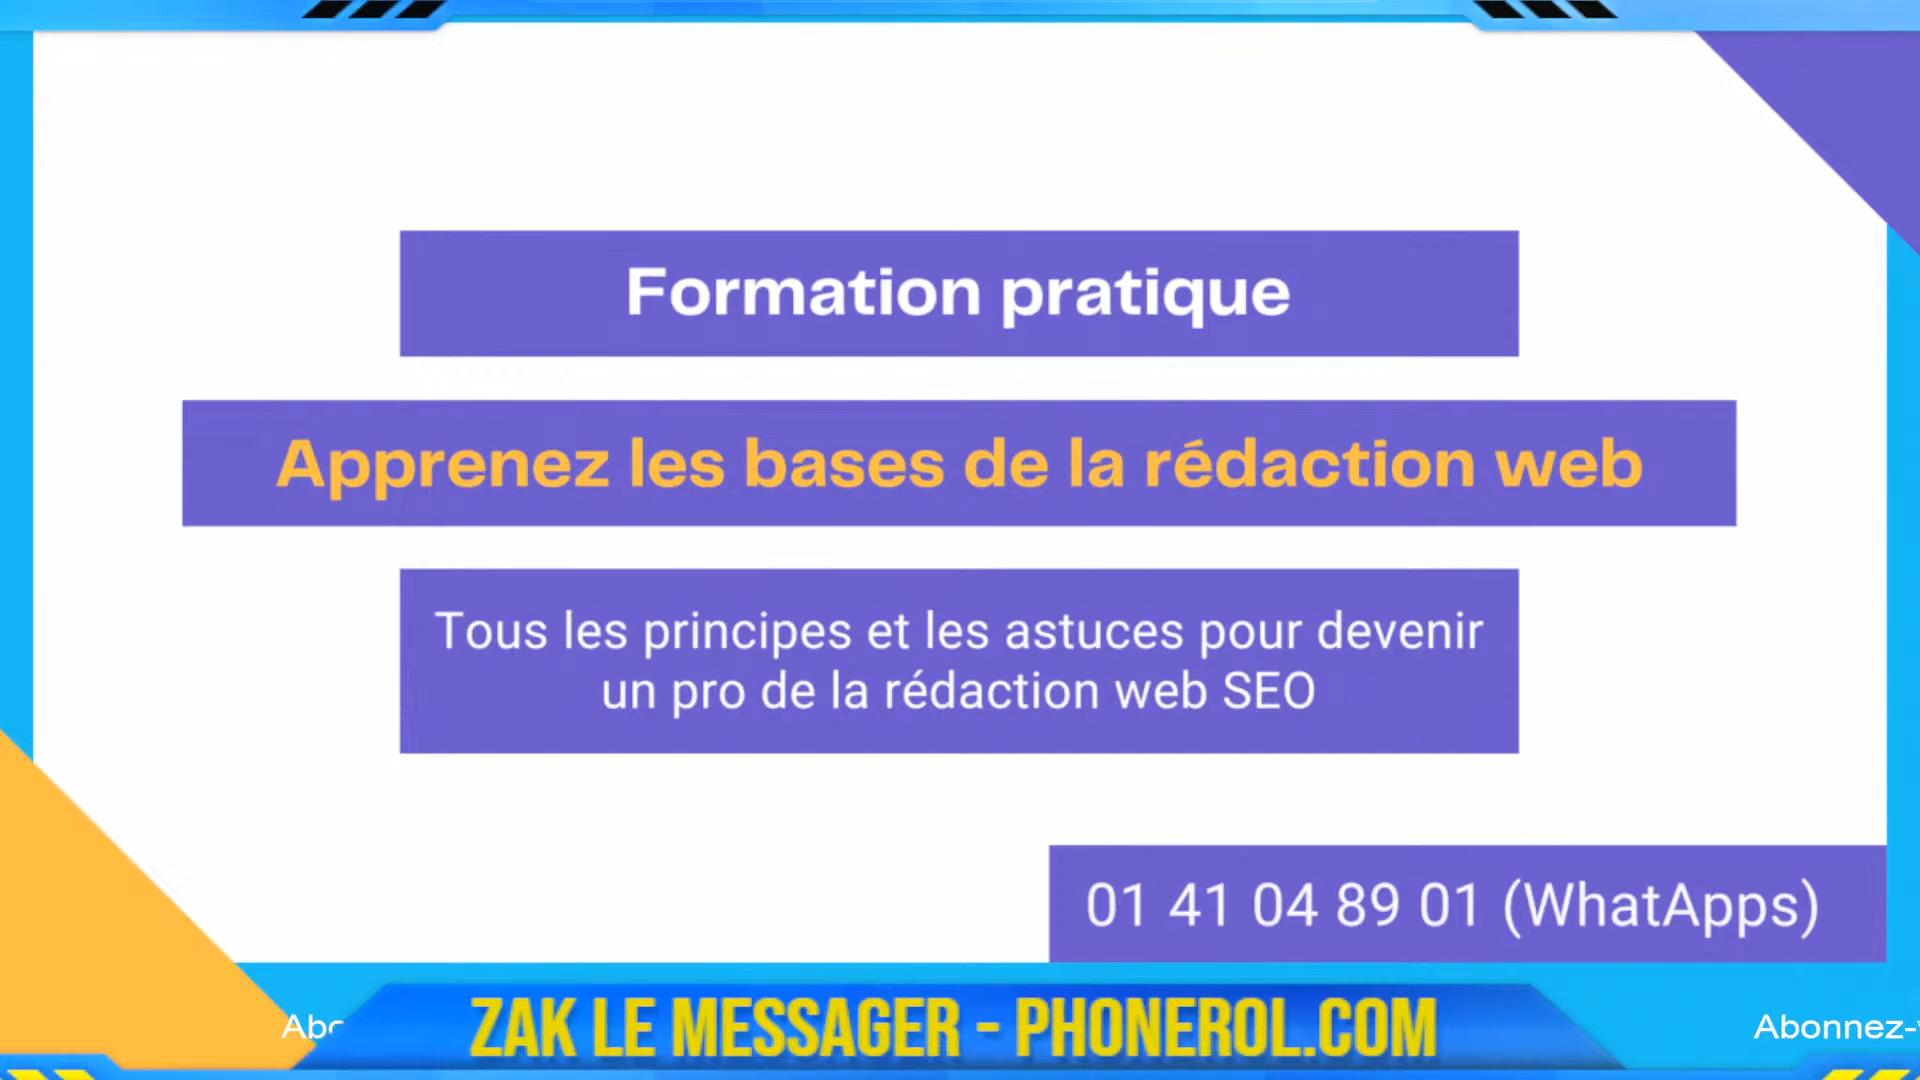 Formation pratique
Apprenez les bases de la rédaction web
Tous les principes et les astuces pour devenir
un pro de la rédaction web SEO
01 41 04 89 01 (WhatApps)
ZAK LE MESSAGER - PHONEROL.COM
Abonnez-